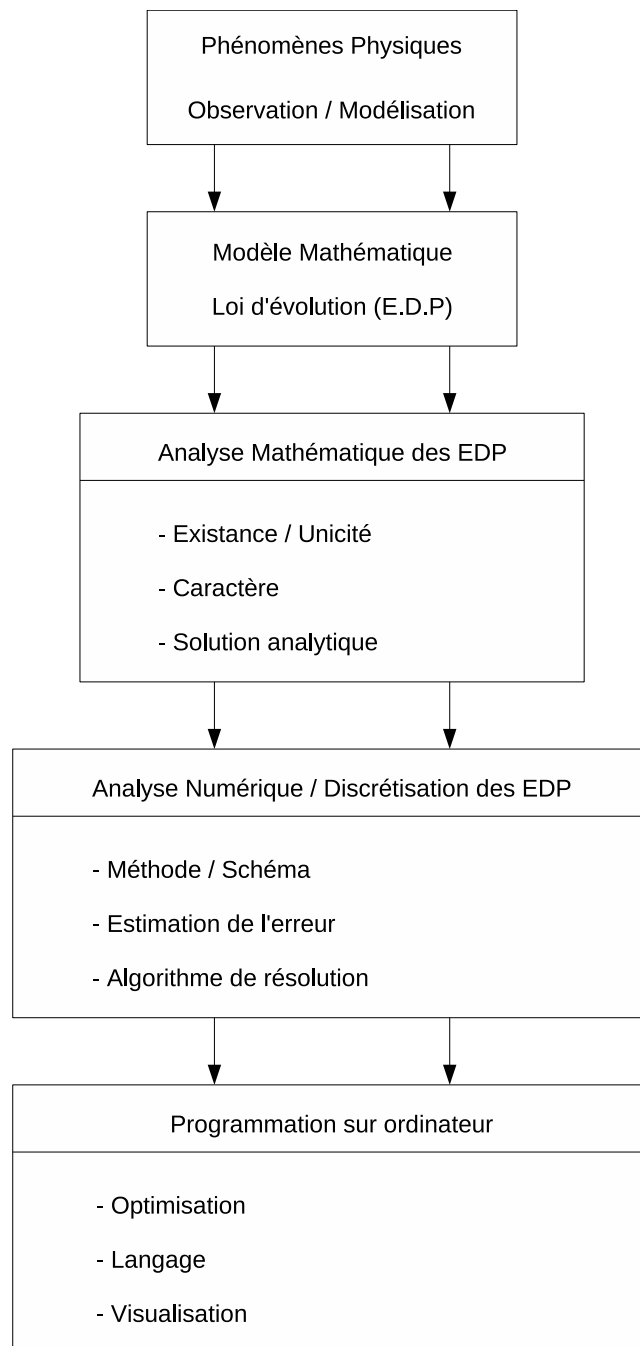 Phénomènes Physiques
Observation / Modélisation
Modèle Mathématique
Loi d'évolution (E.D.P)
Analyse Mathématique des EDP
- Existance / Unicité
- Caractère
- Solution analytique
Analyse Numérique / Discrétisation des EDP
- Méthode / Schéma
- Estimation de l'erreur
- Algorithme de résolution
Programmation sur ordinateur
- Optimisation
- Langage
- Visualisation